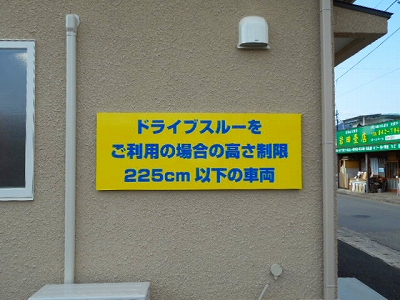 ドライブスルーを
ご利用の場合の高さ制限
225cm 以下の車両